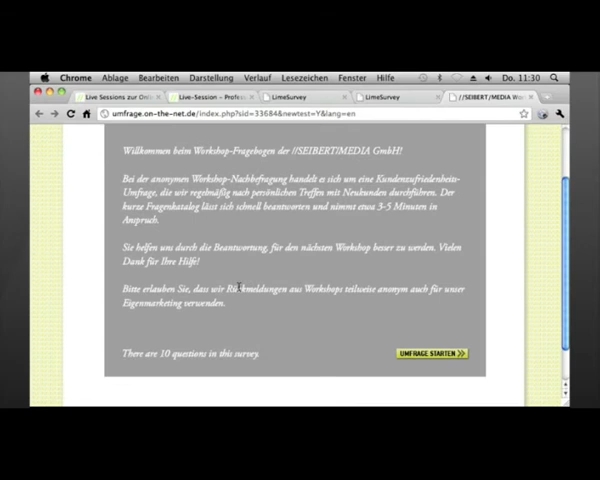 Chrome Ablage Bearbeiten Darstellung Verlauf Lesezeichen Fenster Hilfe Do. 11:30
Live Sessions zur Onlin Live-Session – Profess LimeSurvey LimeSurvey //SEIBERT/MEDIA Wor
umfrage.on-the-net.de/index.php?sid=33684&newtest=Y&lang=en
Willkommen beim Workshop-Fragebogen der //SEIBERT/MEDIA GmbH!
Bei der anonymen Workshop-Nachbefragung handelt es sich um eine Kundenzufriedenheits-
Umfrage, die wir regelmäßig nach persönlichen Treffen mit Neukunden durchführen. Der
kurze Fragenkatalog lässt sich schnell beantworten und nimmt etwa 3-5 Minuten in
Anspruch.
Sie helfen uns durch die Beantwortung, für den nächsten Workshop besser zu werden. Vielen
Dank für Ihre Hilfe!
Bitte erlauben Sie, dass wir Rückmeldungen aus Workshops teilweise anonym auch für unser
Eigenmarketing verwenden.
There are 10 questions in this survey.
UMFRAGE STARTEN